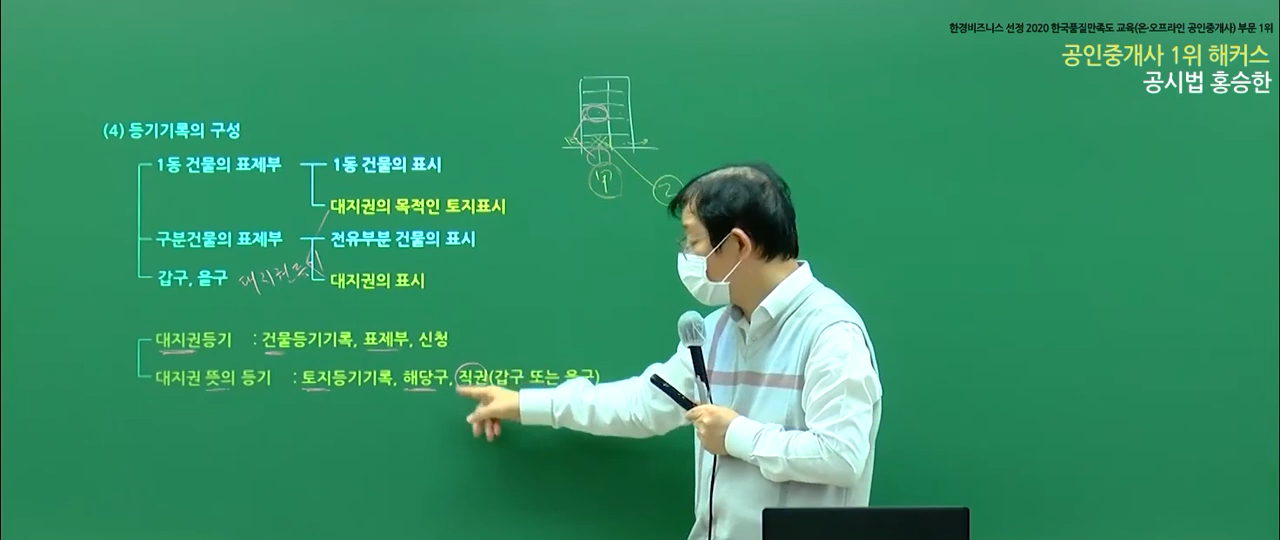 한경비즈니스 선정 2020 한국품질만족도 교육(온·오프라인 공인중개사) 부문 1위
공인중개사 1위 해커스
공시법 홍승한
(4) 등기기록의 구성
1동 건물의 표제부 1동 건물의 표시
대지권의 목적인 토지표시
구분건물의 표제부 전유부분 건물의 표시
갑구, 을구 대지권등기 대지권의 표시
대지권등기 : 건물등기기록, 표제부, 신청
대지권 뜻의 등기 : 토지등기기록, 해당구, 직권(갑구 또는 을구)
甲
乙